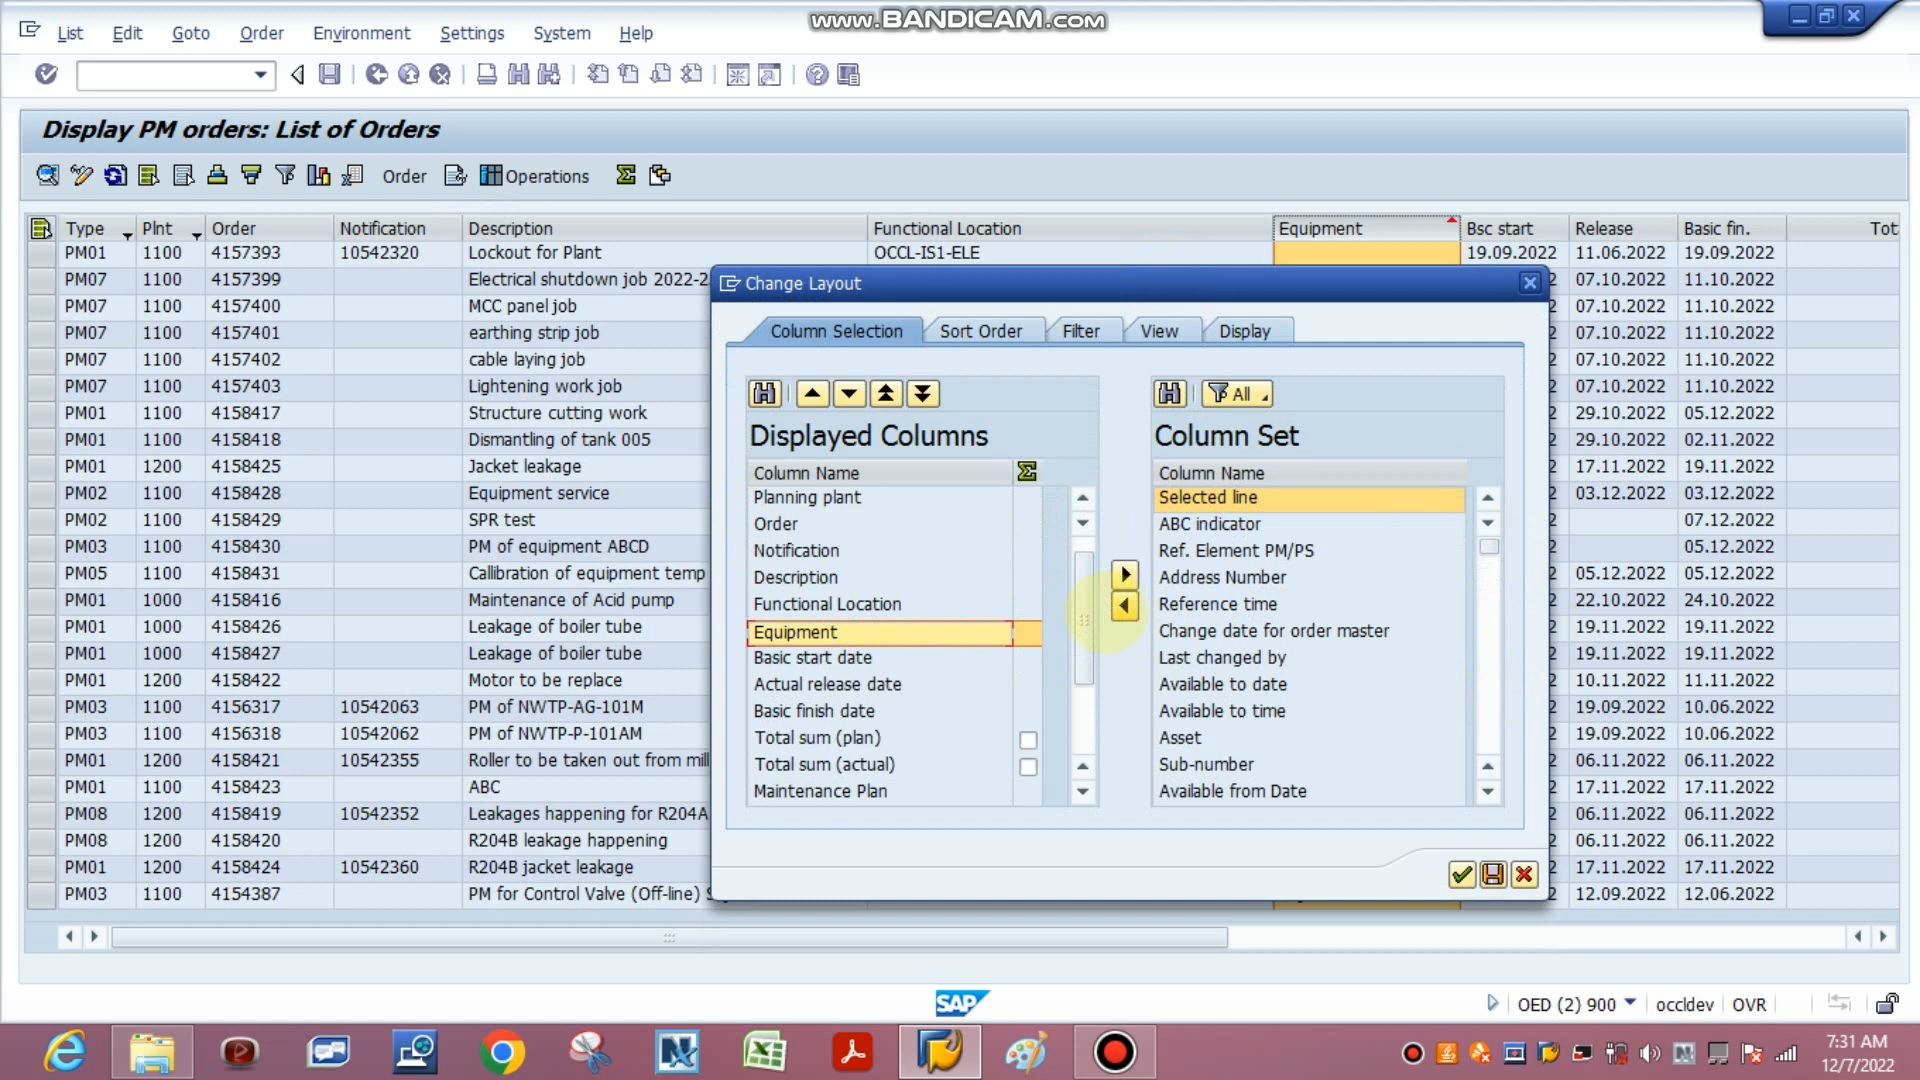 www.BANDICAM.com
List Edit Goto Order Environment Settings System Help
Display PM orders: List of Orders
Order Operations
Type Plnt Order Notification Description Functional Location Equipment Bsc start Release Basic fin. Tot
PM01 1100 4157393 10542320 Lockout for Plant OCCL-IS1-ELE 19.09.2022 11.06.2022 19.09.2022
PM07 1100 4157399 Electrical shutdown job 2022-2 2 07.10.2022 11.10.2022
PM07 1100 4157400 MCC panel job 2 07.10.2022 11.10.2022
PM07 1100 4157401 earthing strip job 2 07.10.2022 11.10.2022
PM07 1100 4157402 cable laying job 2 07.10.2022 11.10.2022
PM07 1100 4157403 Lightening work job 2 07.10.2022 11.10.2022
PM01 1100 4158417 Structure cutting work 2 29.10.2022 05.12.2022
PM01 1100 4158418 Dismantling of tank 005 2 29.10.2022 02.11.2022
PM01 1200 4158425 Jacket leakage 2 17.11.2022 19.11.2022
PM02 1100 4158428 Equipment service 2 03.12.2022 03.12.2022
PM02 1100 4158429 SPR test 2 07.12.2022
PM03 1100 4158430 PM of equipment ABCD 2 05.12.2022
PM05 1100 4158431 Callibration of equipment temp 2 05.12.2022 05.12.2022
PM01 1000 4158416 Maintenance of Acid pump 2 22.10.2022 24.10.2022
PM01 1000 4158426 Leakage of boiler tube 2 19.11.2022 19.11.2022
PM01 1000 4158427 Leakage of boiler tube 2 19.11.2022 19.11.2022
PM01 1200 4158422 Motor to be replace 2 10.11.2022 11.11.2022
PM03 1100 4156317 10542063 PM of NWTP-AG-101M 2 19.09.2022 10.06.2022
PM03 1100 4156318 10542062 PM of NWTP-P-101AM 2 19.09.2022 10.06.2022
PM01 1200 4158421 10542355 Roller to be taken out from mill 2 06.11.2022 06.11.2022
PM01 1100 4158423 ABC 2 17.11.2022 17.11.2022
PM08 1200 4158419 10542352 Leakages happening for R204A 2 06.11.2022 06.11.2022
PM08 1200 4158420 R204B leakage happening 2 06.11.2022 06.11.2022
PM01 1200 4158424 10542360 R204B jacket leakage 2 17.11.2022 17.11.2022
PM03 1100 4154387 PM for Control Valve (Off-line) 12.09.2022 12.06.2022
Change Layout
Column Selection Sort Order Filter View Display
All
Displayed Columns
Column Name
Planning plant
Order
Notification
Description
Functional Location
Equipment
Basic start date
Actual release date
Basic finish date
Total sum (plan)
Total sum (actual)
Maintenance Plan
Column Set
Column Name
Selected line
ABC indicator
Ref. Element PM/PS
Address Number
Reference time
Change date for order master
Last changed by
Available to date
Available to time
Asset
Sub-number
Available from Date
SAP
OED (2) 900 occldev OVR
7:31 AM
12/7/2022